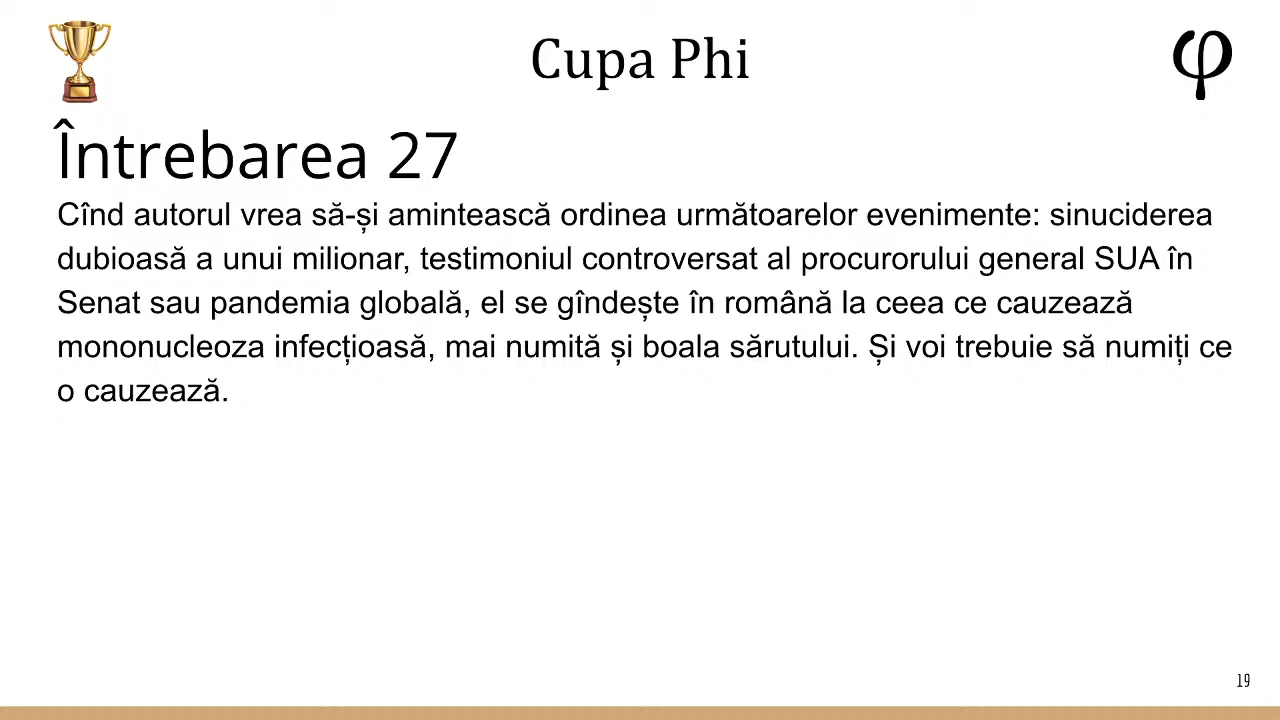 Cupa Phi
φ
Întrebarea 27
Cînd autorul vrea să-și amintească ordinea următoarelor evenimente: sinuciderea
dubioasă a unui milionar, testimoniul controversat al procurorului general SUA în
Senat sau pandemia globală, el se gîndește în română la ceea ce cauzează
mononucleoza infecțioasă, mai numită și boala sărutului. Și voi trebuie să numiți ce
o cauzează.
19